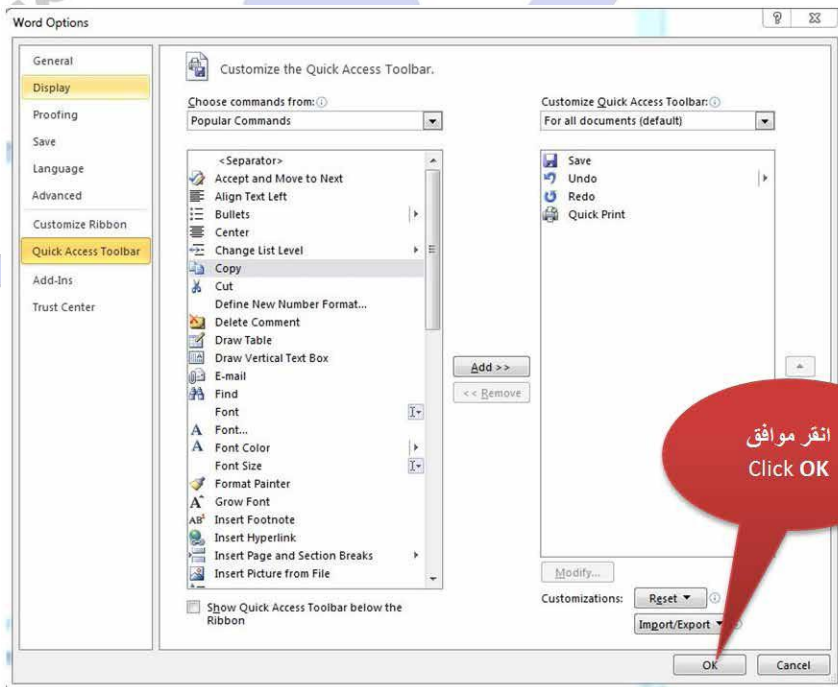 Word Options
General
Display
Proofing
Save
Language
Advanced
Customize Ribbon
Quick Access Toolbar
Add-Ins
Trust Center
Customize the Quick Access Toolbar.
Choose commands from:
Popular Commands
<Separator>
Accept and Move to Next
Align Text Left
Bullets
Center
Change List Level
Copy
Cut
Define New Number Format...
Delete Comment
Draw Table
Draw Vertical Text Box
E-mail
Find
Font
Font...
Font Color
Font Size
Format Painter
Grow Font
Insert Footnote
Insert Hyperlink
Insert Page and Section Breaks
Insert Picture from File
Show Quick Access Toolbar below the
Ribbon
Add >>
<< Remove
Customize Quick Access Toolbar:
For all documents (default)
Save
Undo
Redo
Quick Print
Modify...
Customizations:
Reset
Import/Export
انقر موافق
Click OK
OK
Cancel